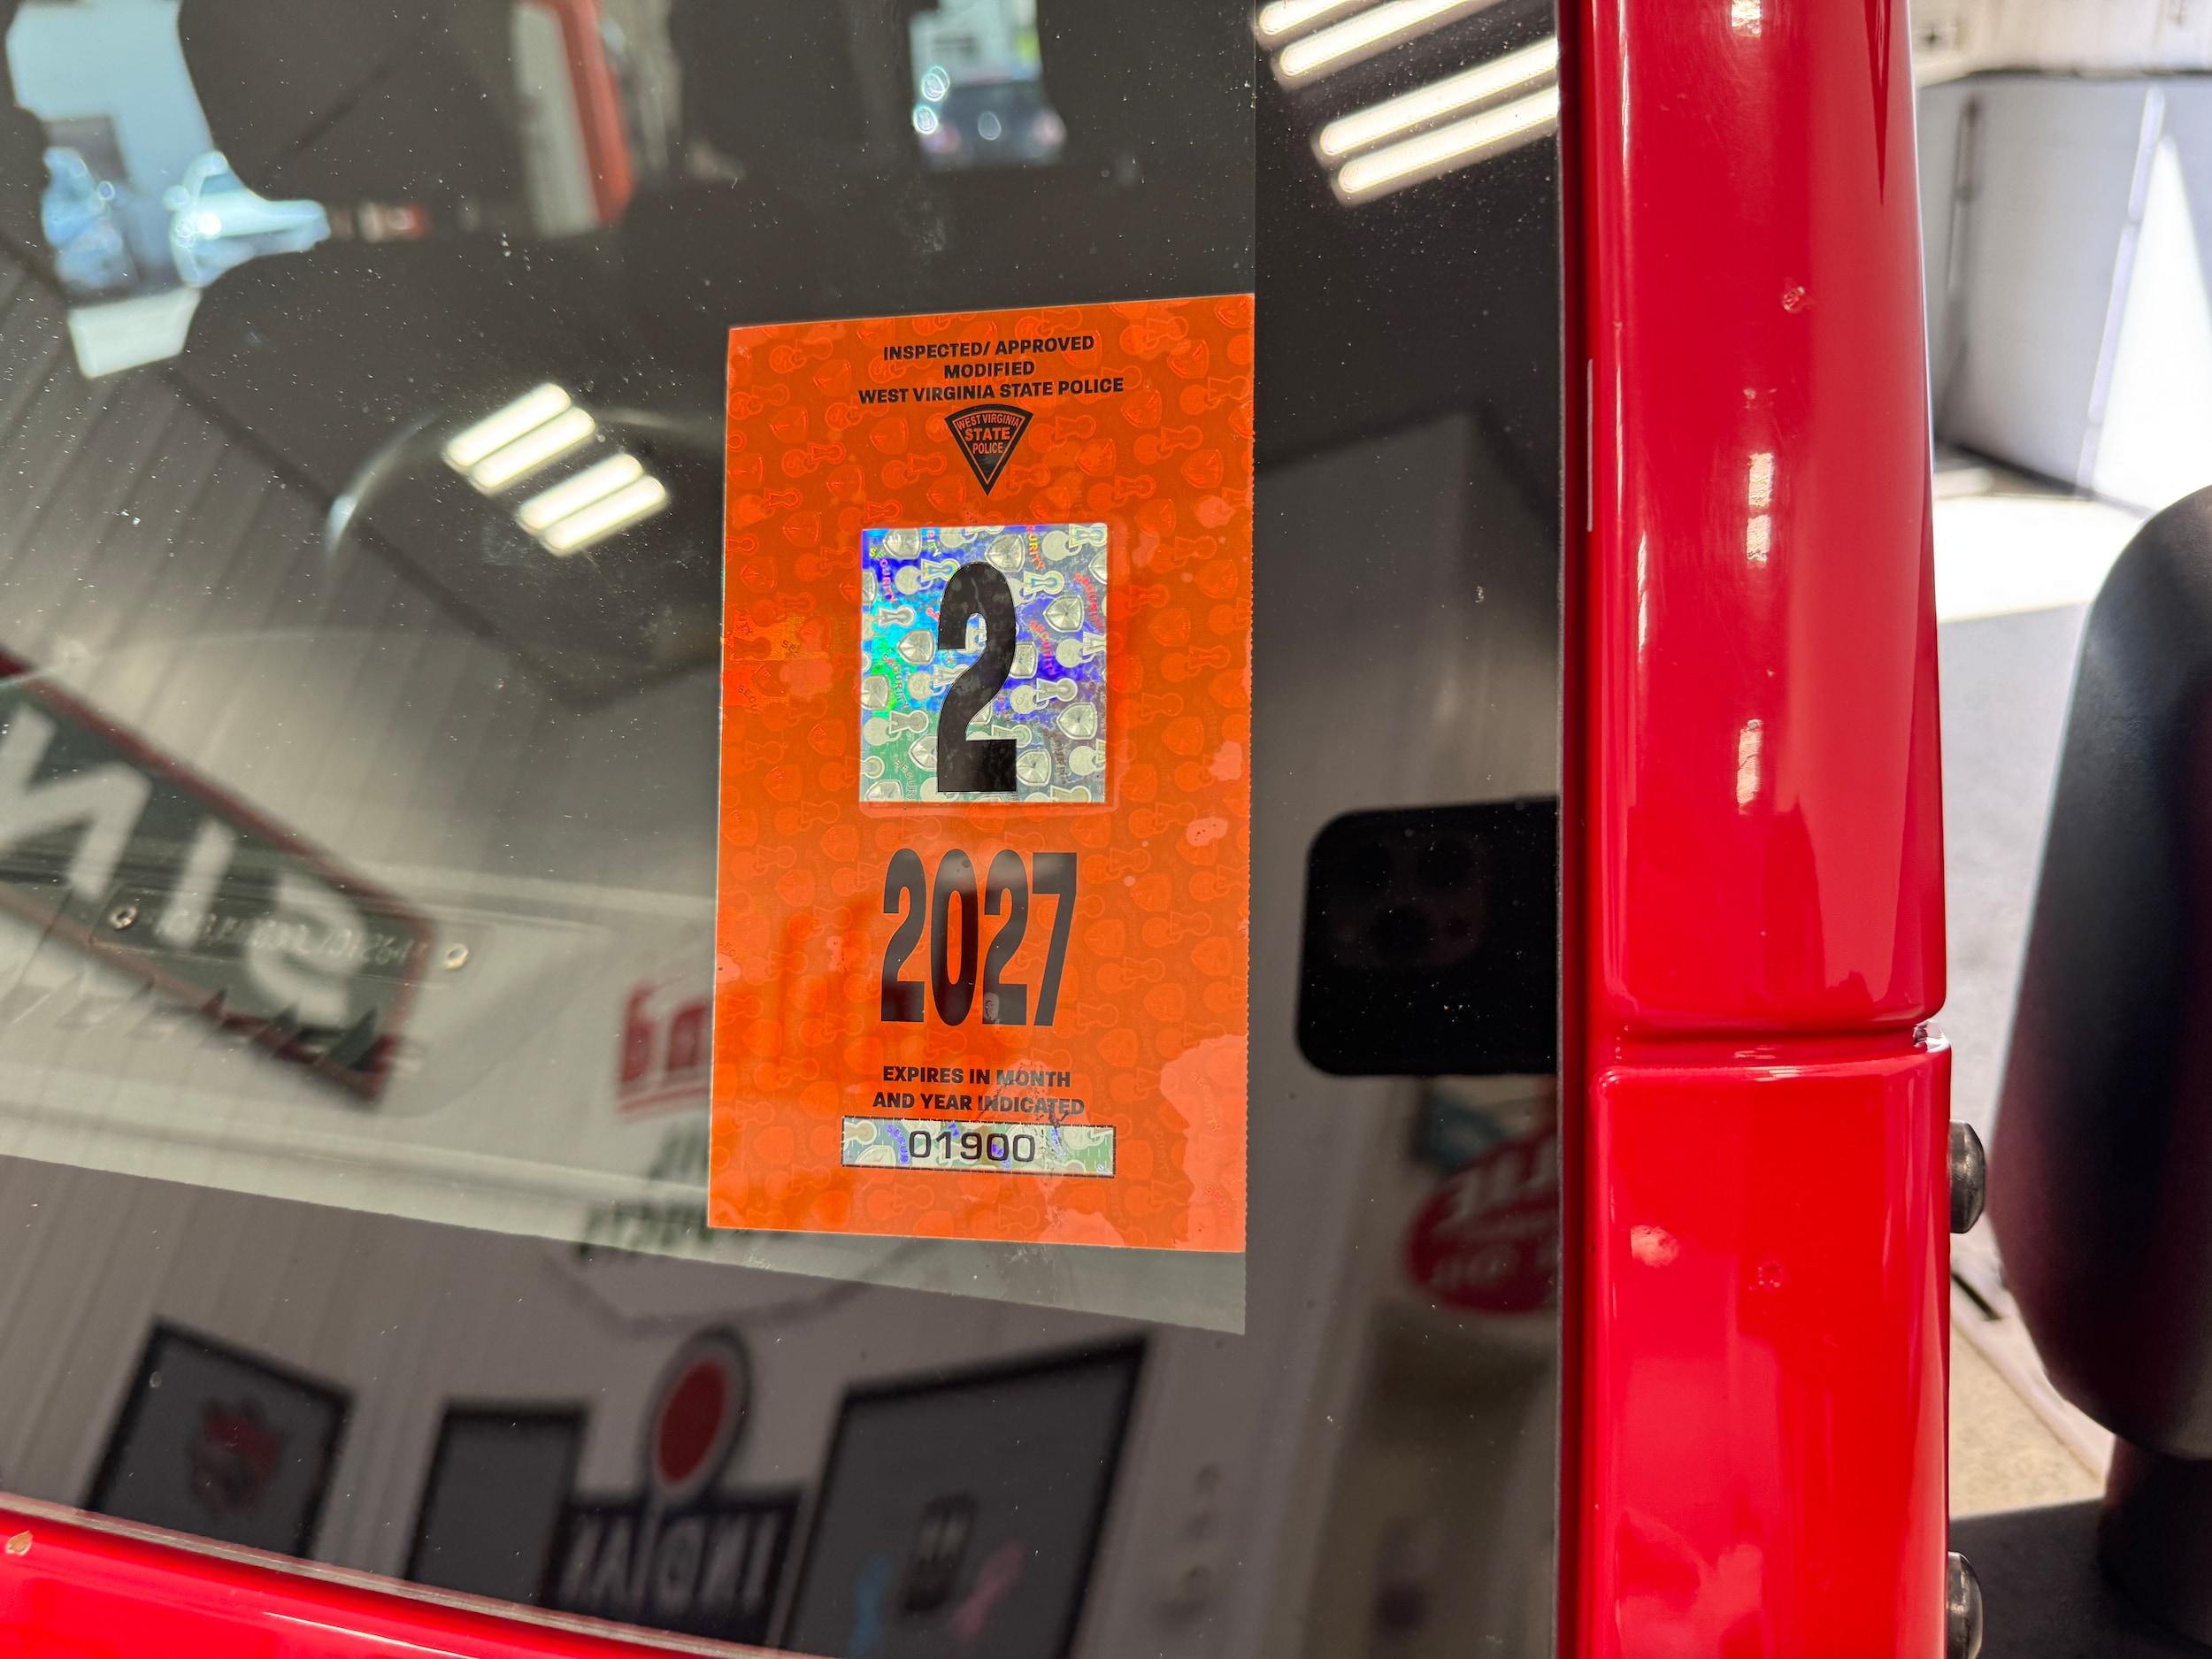 INSPECTED/ APPROVED
MODIFIED
WEST VIRGINIA STATE POLICE
WEST VIRGINIA
STATE
POLICE
2
2027
EXPIRES IN MONTH
AND YEAR INDICATED
01900
INDIAN